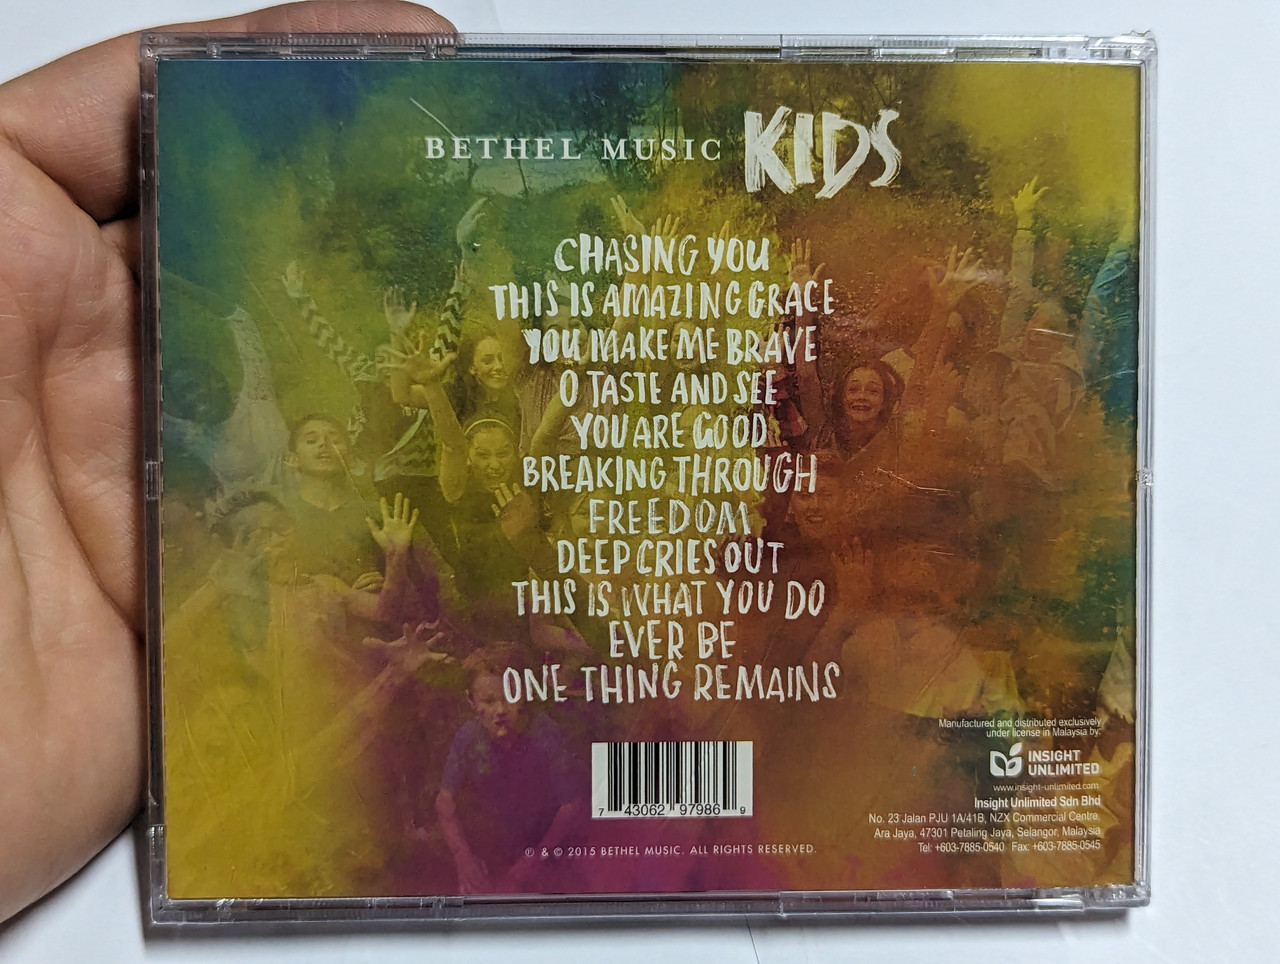 BETHEL MUSIC KIDS
CHASING YOU
THIS IS AMAZING GRACE
YOU MAKE ME BRAVE
O TASTE AND SEE
YOU ARE GOOD
BREAKING THROUGH
FREEDOM
DEEP CRIES OUT
THIS IS WHAT YOU DO
EVER BE
ONE THING REMAINS
Manufactured and distributed exclusively
under license in Malaysia by:
INSIGHT
UNLIMITED
www.insight-unlimited.com
Insight Unlimited Sdn Bhd
No. 23 Jalan PJU 1A/41B, NZX Commercial Centre,
Ara Jaya, 47301 Petaling Jaya, Selangor, Malaysia
Tel: +603-7885-0540 Fax: +603-7885-0545
7 43062 97986 9
℗ & © 2015 BETHEL MUSIC. ALL RIGHTS RESERVED.